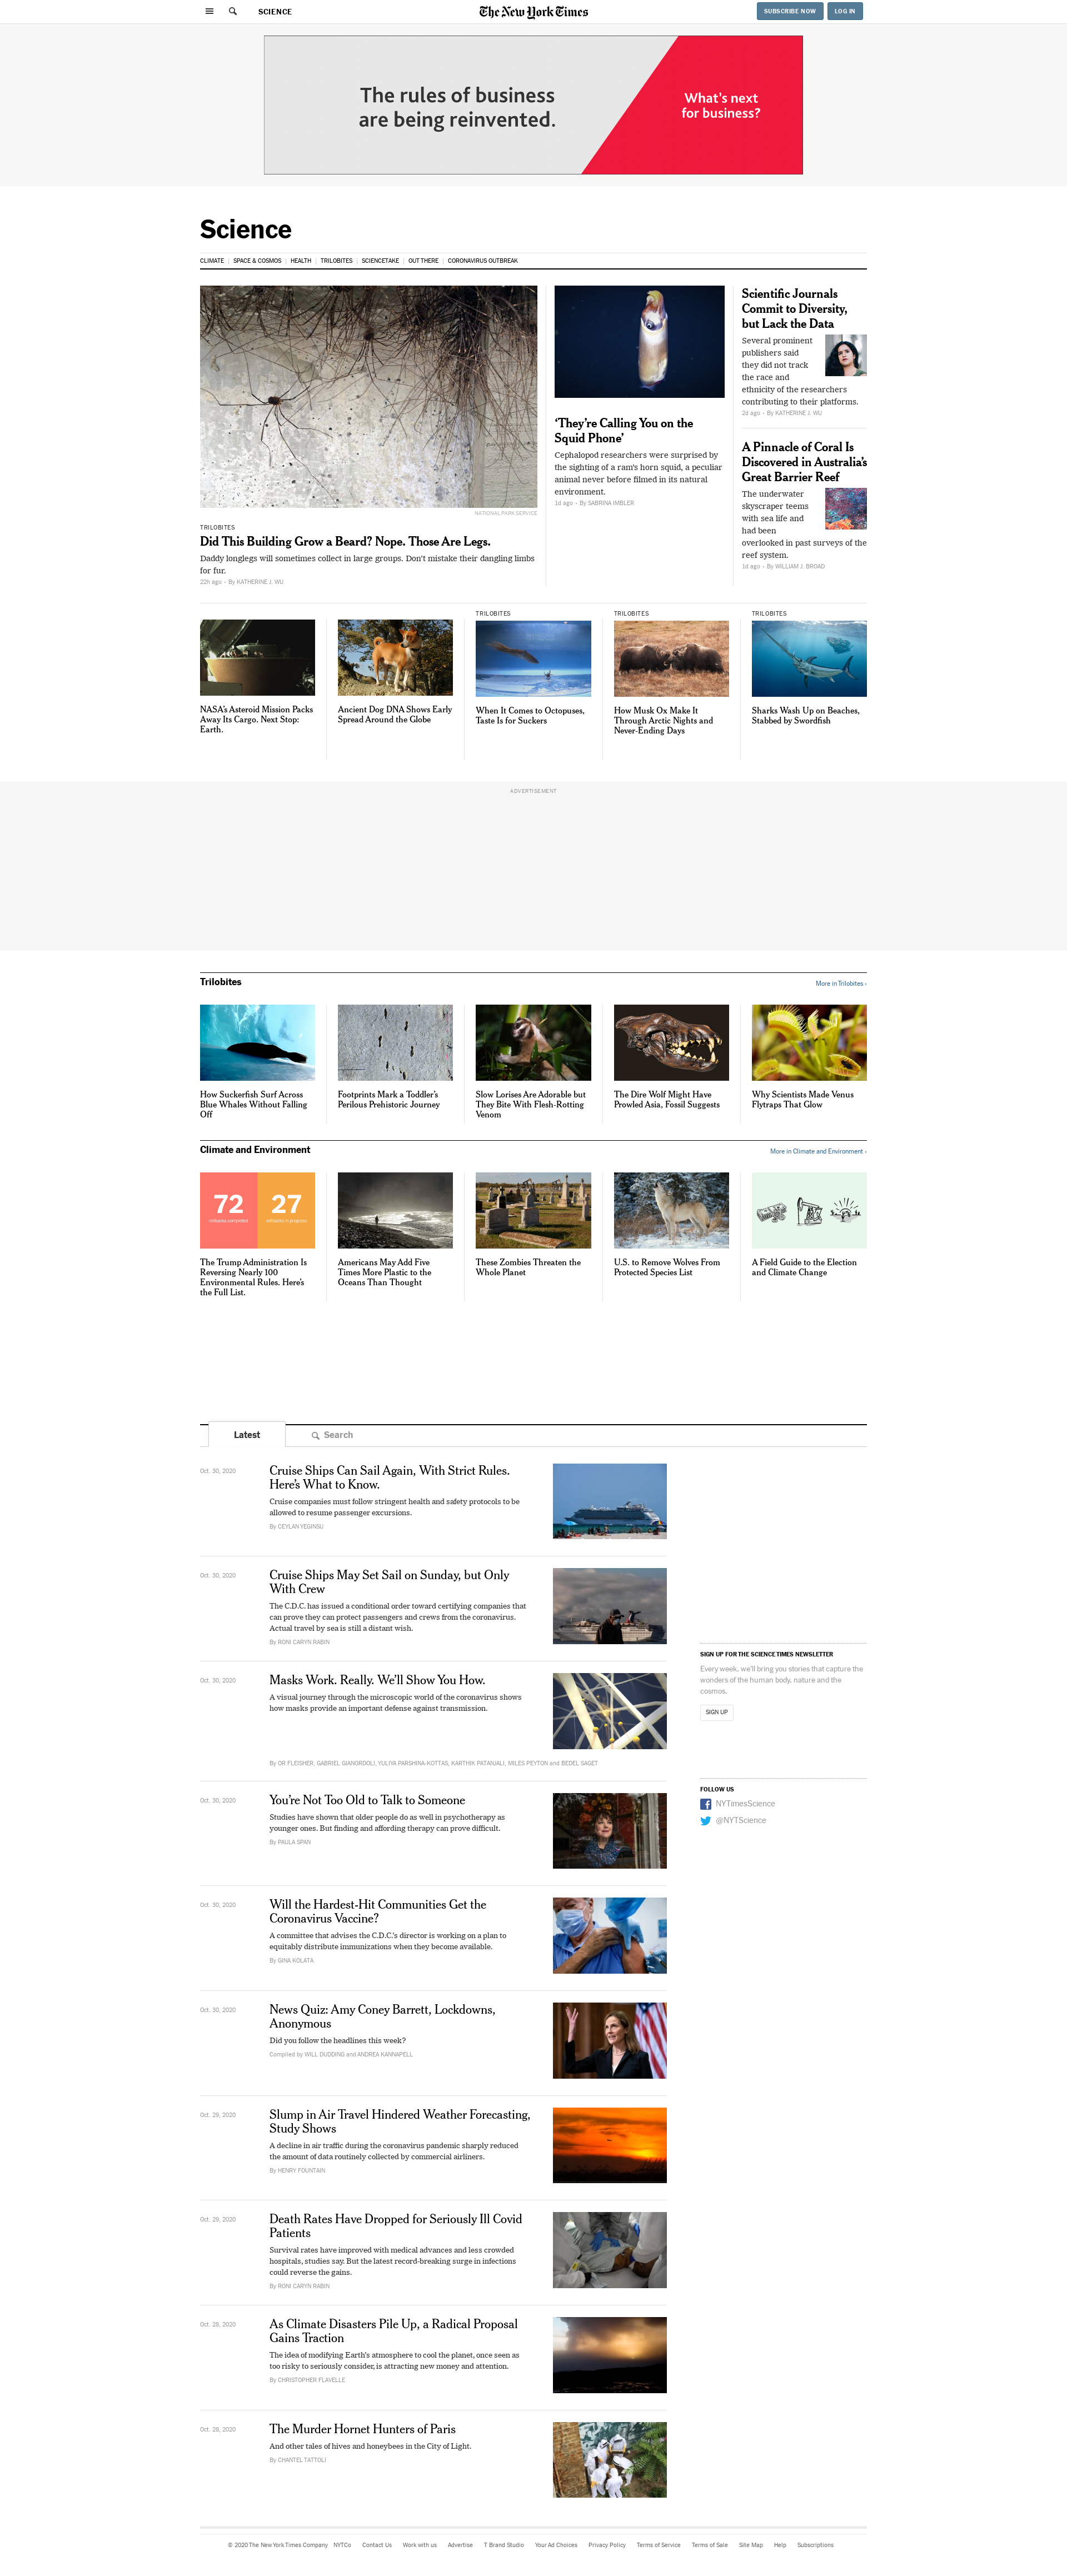 SCIENCE
The New York Times
SUBSCRIBE NOW
LOG IN
The rules of business
are being reinvented.
What's next
for business?
Science
CLIMATE
SPACE & COSMOS
HEALTH
TRILOBITES
SCIENCETAKE
OUT THERE
CORONAVIRUS OUTBREAK
NATIONAL PARK SERVICE
TRILOBITES
Did This Building Grow a Beard? Nope. Those Are Legs.
Daddy longlegs will sometimes collect in large groups. Don't mistake their dangling limbs
for fur.
22h ago • By KATHERINE J. WU
‘They’re Calling You on the
Squid Phone’
Cephalopod researchers were surprised by
the sighting of a ram's horn squid, a peculiar
animal never before filmed in its natural
environment.
1d ago • By SABRINA IMBLER
Scientific Journals
Commit to Diversity,
but Lack the Data
Several prominent
publishers said
they did not track
the race and
ethnicity of the researchers
contributing to their platforms.
2d ago • By KATHERINE J. WU
A Pinnacle of Coral Is
Discovered in Australia’s
Great Barrier Reef
The underwater
skyscraper teems
with sea life and
had been
overlooked in past surveys of the
reef system.
1d ago • By WILLIAM J. BROAD
NASA’s Asteroid Mission Packs
Away Its Cargo. Next Stop:
Earth.
Ancient Dog DNA Shows Early
Spread Around the Globe
TRILOBITES
When It Comes to Octopuses,
Taste Is for Suckers
TRILOBITES
How Musk Ox Make It
Through Arctic Nights and
Never-Ending Days
TRILOBITES
Sharks Wash Up on Beaches,
Stabbed by Swordfish
ADVERTISEMENT
Trilobites
More in Trilobites ›
How Suckerfish Surf Across
Blue Whales Without Falling
Off
Footprints Mark a Toddler’s
Perilous Prehistoric Journey
Slow Lorises Are Adorable but
They Bite With Flesh-Rotting
Venom
The Dire Wolf Might Have
Prowled Asia, Fossil Suggests
Why Scientists Made Venus
Flytraps That Glow
Climate and Environment
More in Climate and Environment ›
72
rollbacks completed
27
rollbacks in progress
The Trump Administration Is
Reversing Nearly 100
Environmental Rules. Here’s
the Full List.
Americans May Add Five
Times More Plastic to the
Oceans Than Thought
These Zombies Threaten the
Whole Planet
U.S. to Remove Wolves From
Protected Species List
A Field Guide to the Election
and Climate Change
Latest
Search
Oct. 30, 2020
Cruise Ships Can Sail Again, With Strict Rules.
Here’s What to Know.
Cruise companies must follow stringent health and safety protocols to be
allowed to resume passenger excursions.
By CEYLAN YEGINSU
Oct. 30, 2020
Cruise Ships May Set Sail on Sunday, but Only
With Crew
The C.D.C. has issued a conditional order toward certifying companies that
can prove they can protect passengers and crews from the coronavirus.
Actual travel by sea is still a distant wish.
By RONI CARYN RABIN
Oct. 30, 2020
Masks Work. Really. We’ll Show You How.
A visual journey through the microscopic world of the coronavirus shows
how masks provide an important defense against transmission.
By OR FLEISHER, GABRIEL GIANORDOLI, YULIYA PARSHINA-KOTTAS, KARTHIK PATANJALI, MILES PEYTON and BEDEL SAGET
Oct. 30, 2020
You’re Not Too Old to Talk to Someone
Studies have shown that older people do as well in psychotherapy as
younger ones. But finding and affording therapy can prove difficult.
By PAULA SPAN
Oct. 30, 2020
Will the Hardest-Hit Communities Get the
Coronavirus Vaccine?
A committee that advises the C.D.C.'s director is working on a plan to
equitably distribute immunizations when they become available.
By GINA KOLATA
Oct. 30, 2020
News Quiz: Amy Coney Barrett, Lockdowns,
Anonymous
Did you follow the headlines this week?
Compiled by WILL DUDDING and ANDREA KANNAPELL
Oct. 29, 2020
Slump in Air Travel Hindered Weather Forecasting,
Study Shows
A decline in air traffic during the coronavirus pandemic sharply reduced
the amount of data routinely collected by commercial airliners.
By HENRY FOUNTAIN
Oct. 29, 2020
Death Rates Have Dropped for Seriously Ill Covid
Patients
Survival rates have improved with medical advances and less crowded
hospitals, studies say. But the latest record-breaking surge in infections
could reverse the gains.
By RONI CARYN RABIN
Oct. 28, 2020
As Climate Disasters Pile Up, a Radical Proposal
Gains Traction
The idea of modifying Earth's atmosphere to cool the planet, once seen as
too risky to seriously consider, is attracting new money and attention.
By CHRISTOPHER FLAVELLE
Oct. 28, 2020
The Murder Hornet Hunters of Paris
And other tales of hives and honeybees in the City of Light.
By CHANTEL TATTOLI
SIGN UP FOR THE SCIENCE TIMES NEWSLETTER
Every week, we'll bring you stories that capture the
wonders of the human body, nature and the
cosmos.
SIGN UP
FOLLOW US
NYTimesScience
@NYTScience
© 2020 The New York Times Company
NYTCo
Contact Us
Work with us
Advertise
T Brand Studio
Your Ad Choices
Privacy Policy
Terms of Service
Terms of Sale
Site Map
Help
Subscriptions